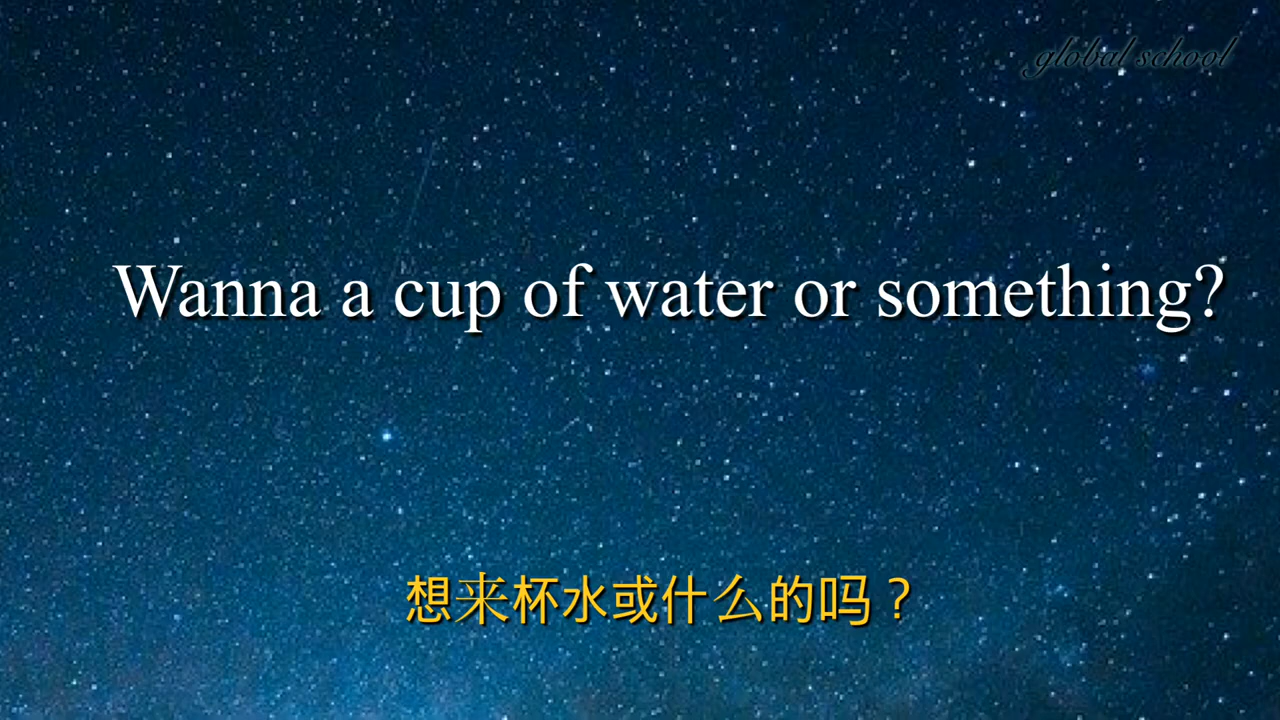 global school
Wanna a cup of water or something?
想来杯水或什么的吗？